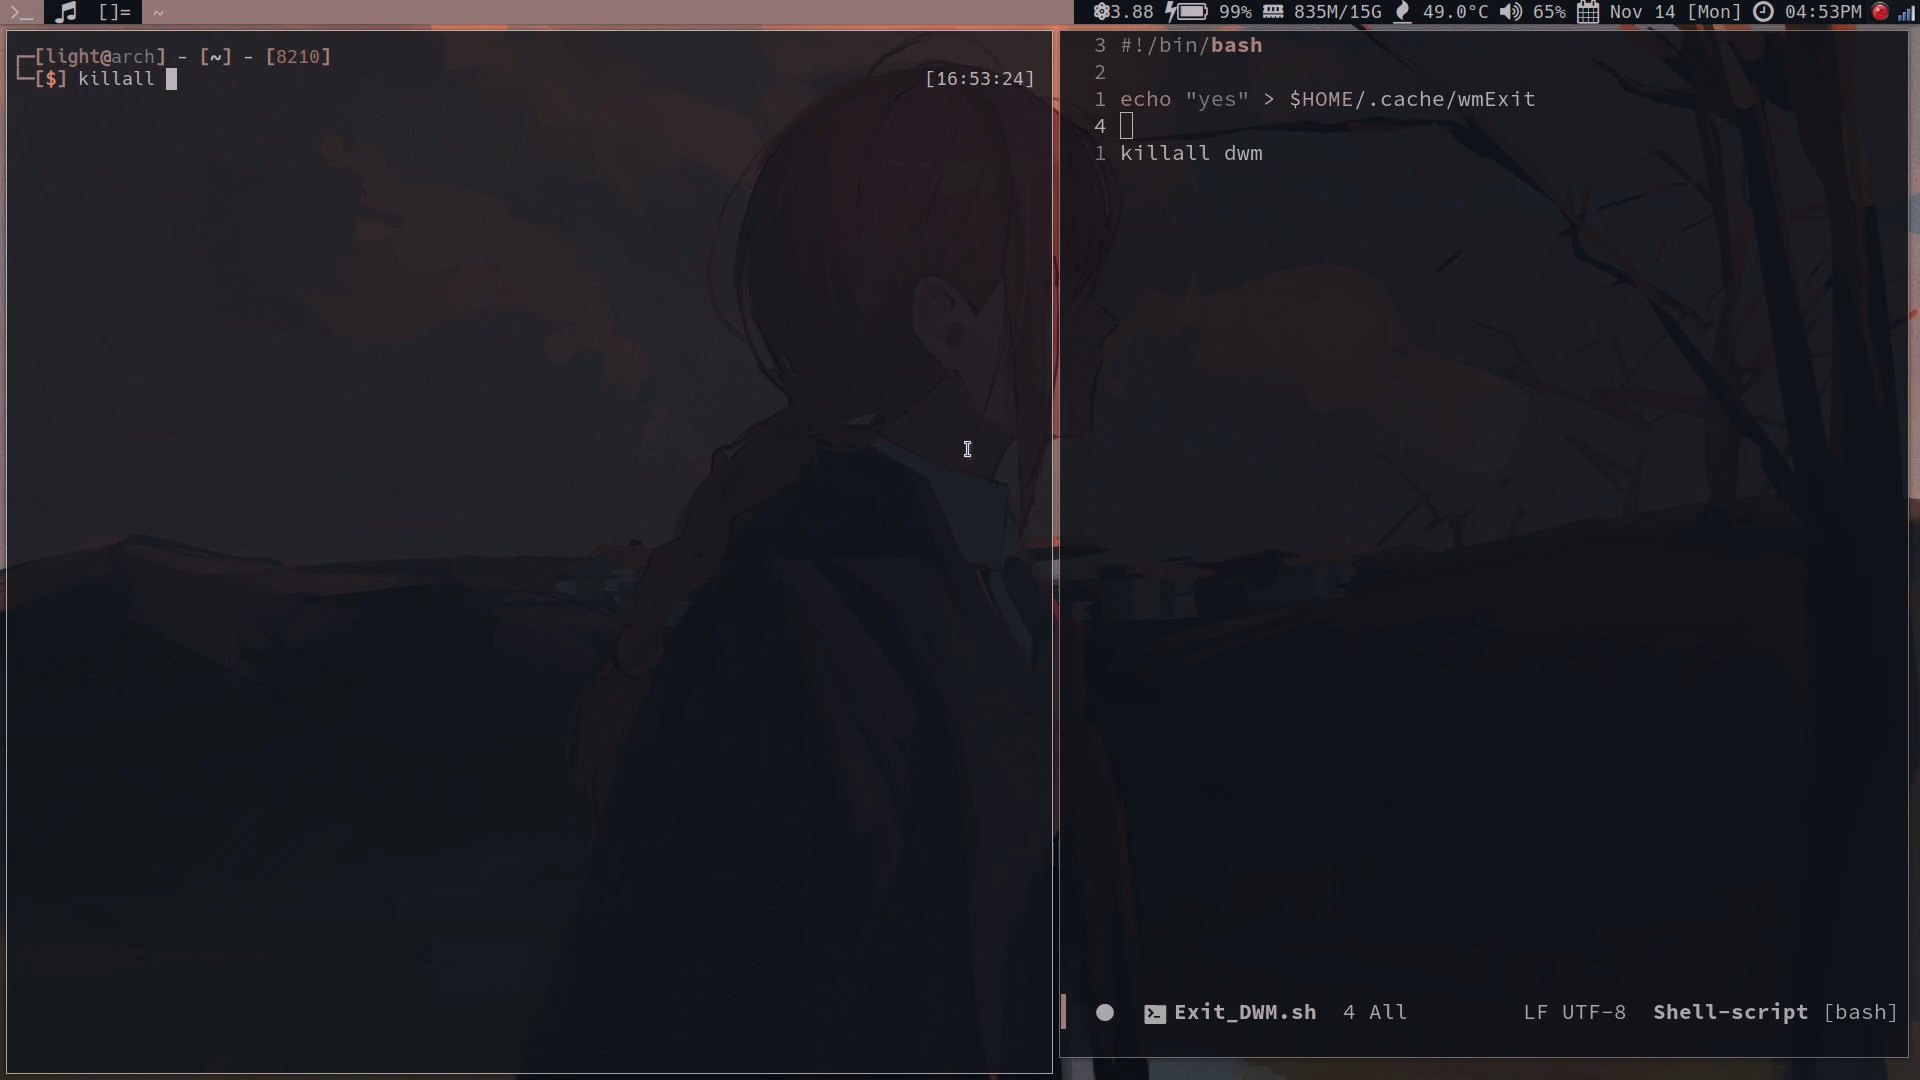 >_ []= ~ 3.88 99% 835M/15G 49.0°C 65% Nov 14 [Mon] 04:53PM
┌─[light@arch] - [~] - [8210]
└─[$] killall [16:53:24]
3 #!/bin/bash
2
1 echo "yes" > $HOME/.cache/wmExit
4
1 killall dwm
Exit_DWM.sh 4 All LF UTF-8 Shell-script [bash]